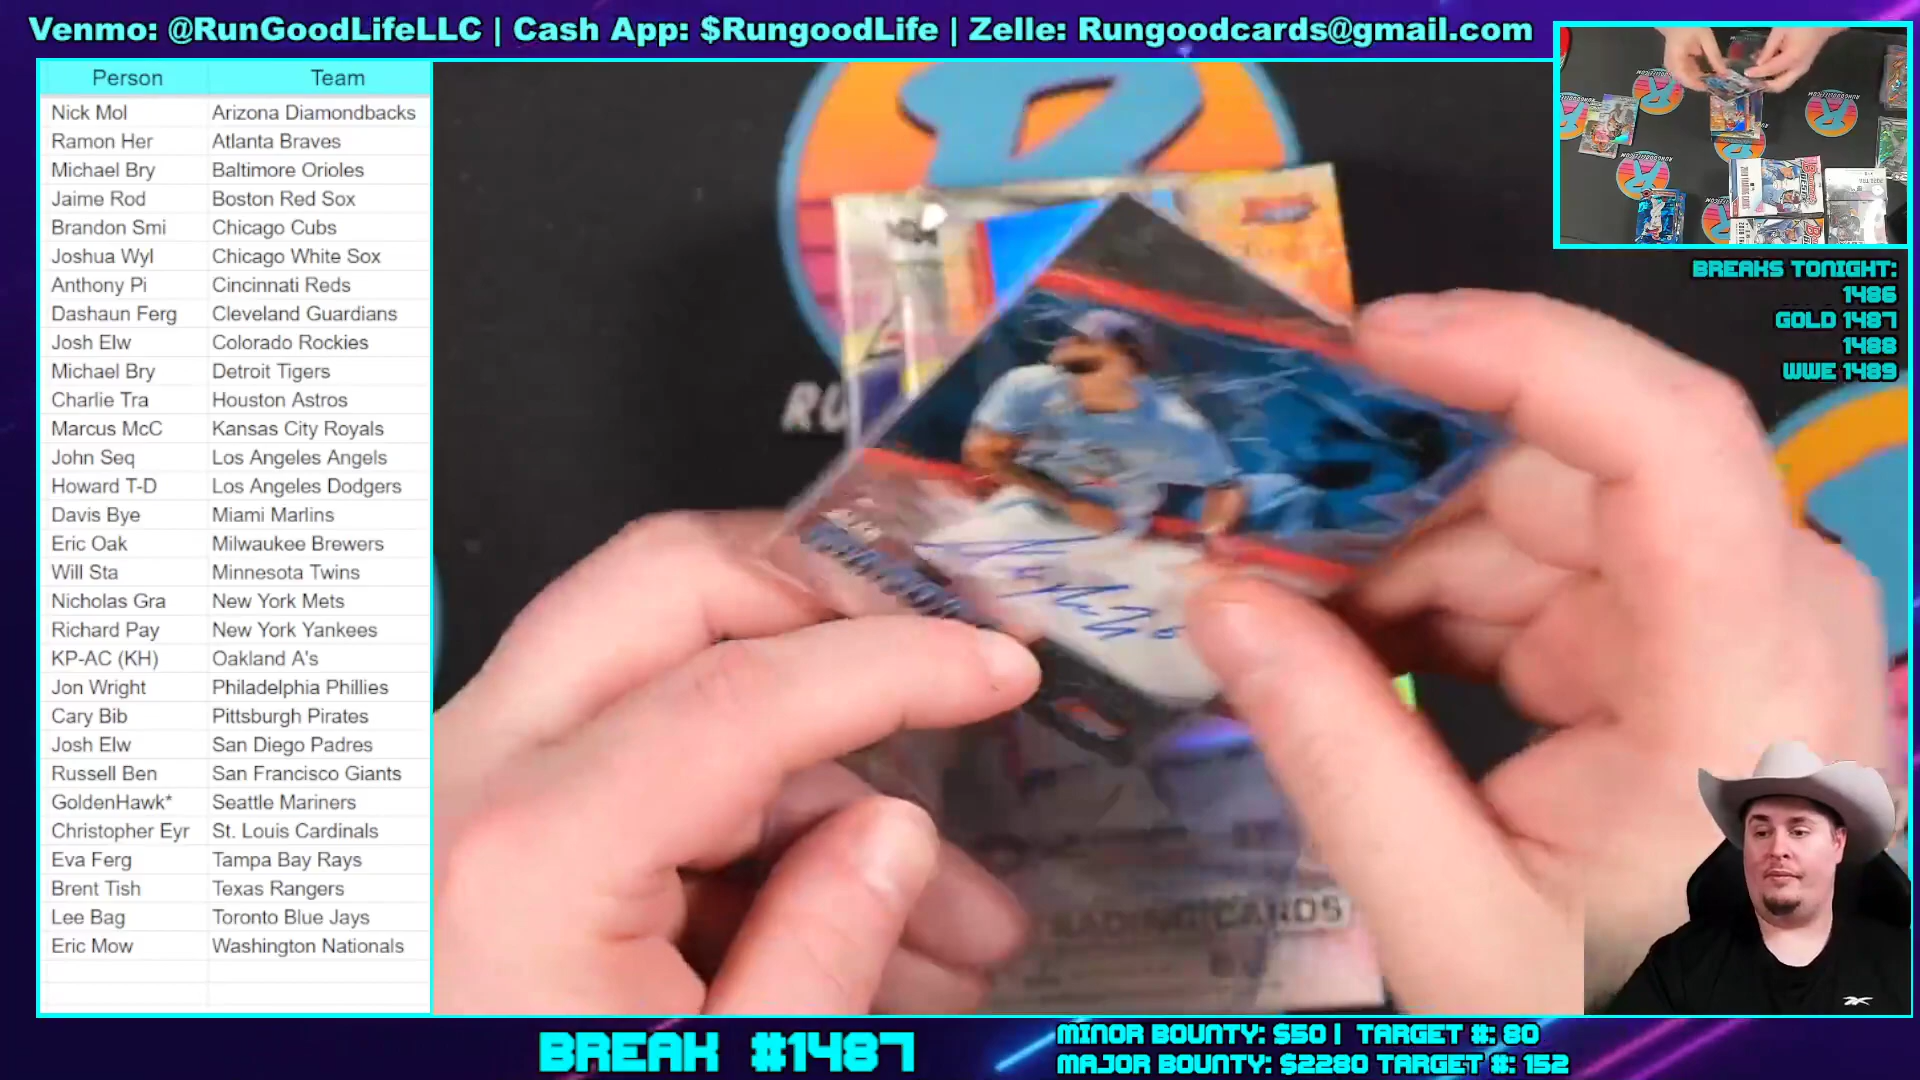 Venmo: @RunGoodLifeLLC | Cash App: $RungoodLife | Zelle: Rungoodcards@gmail.com
Person Team
Nick Mol Arizona Diamondbacks
Ramon Her Atlanta Braves
Michael Bry Baltimore Orioles
Jaime Rod Boston Red Sox
Brandon Smi Chicago Cubs
Joshua Wyl Chicago White Sox
Anthony Pi Cincinnati Reds
Dashaun Ferg Cleveland Guardians
Josh Elw Colorado Rockies
Michael Bry Detroit Tigers
Charlie Tra Houston Astros
Marcus McC Kansas City Royals
John Seq Los Angeles Angels
Howard T-D Los Angeles Dodgers
Davis Bye Miami Marlins
Eric Oak Milwaukee Brewers
Will Sta Minnesota Twins
Nicholas Gra New York Mets
Richard Pay New York Yankees
KP-AC (KH) Oakland A's
Jon Wright Philadelphia Phillies
Cary Bib Pittsburgh Pirates
Josh Elw San Diego Padres
Russell Ben San Francisco Giants
GoldenHawk* Seattle Mariners
Christopher Eyr St. Louis Cardinals
Eva Ferg Tampa Bay Rays
Brent Tish Texas Rangers
Lee Bag Toronto Blue Jays
Eric Mow Washington Nationals
BREAKS TONIGHT:
1486
GOLD 1487
1488
WWE 1489
RU
CARDS
BREAK #1487
MINOR BOUNTY: $50 | TARGET #: 80
MAJOR BOUNTY: $2280 TARGET #: 152